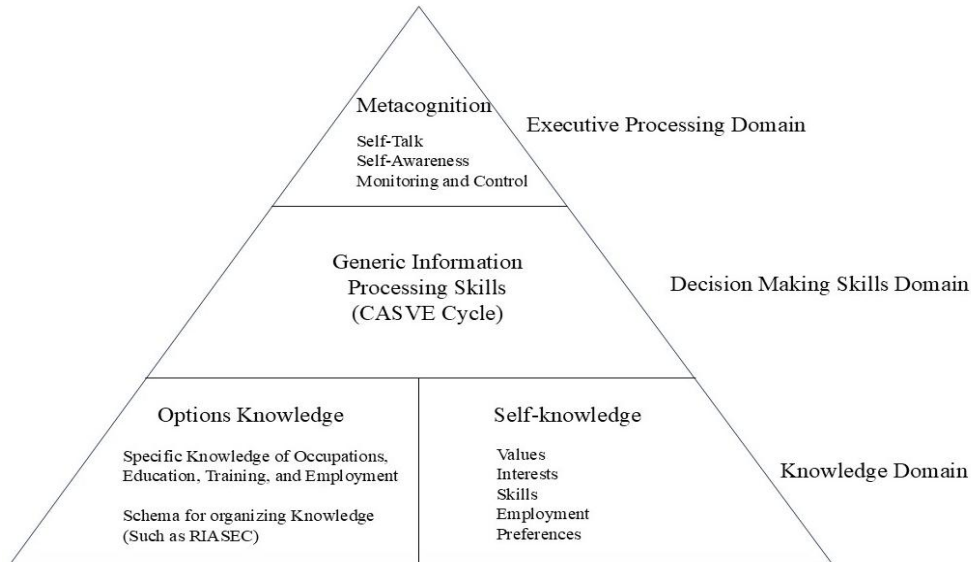 Metacognition
Self-Talk
Self-Awareness
Monitoring and Control
Executive Processing Domain
Generic Information
Processing Skills
(CASVE Cycle)
Decision Making Skills Domain
Options Knowledge
Specific Knowledge of Occupations,
Education, Training, and Employment
Schema for organizing Knowledge
(Such as RIASEC)
Self-knowledge
Values
Interests
Skills
Employment
Preferences
Knowledge Domain